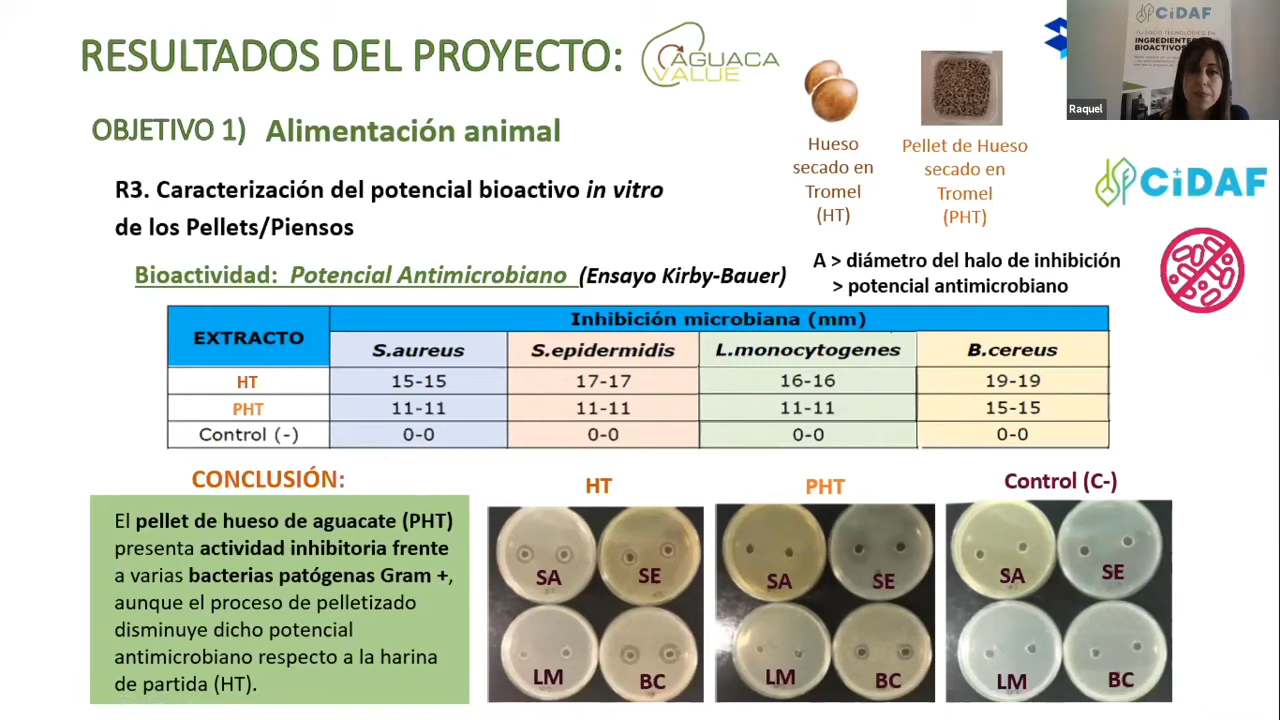 RESULTADOS DEL PROYECTO:
AGUACA
VALUE
OBJETIVO 1) Alimentación animal
R3. Caracterización del potencial bioactivo in vitro
de los Pellets/Piensos
Hueso
secado en
Tromel
(HT)
Pellet de Hueso
secado en
Tromel
(PHT)
CiDAF
INGREDIENTES
BIOACTIVOS
Raquel
CiDAF
Bioactividad: Potencial Antimicrobiano (Ensayo Kirby-Bauer)
A > diámetro del halo de inhibición
> potencial antimicrobiano
EXTRACTO Inhibición microbiana (mm)
S.aureus S.epidermidis L.monocytogenes B.cereus
HT 15-15 17-17 16-16 19-19
PHT 11-11 11-11 11-11 15-15
Control (-) 0-0 0-0 0-0 0-0
CONCLUSIÓN:
El pellet de hueso de aguacate (PHT)
presenta actividad inhibitoria frente
a varias bacterias patógenas Gram +,
aunque el proceso de pelletizado
disminuye dicho potencial
antimicrobiano respecto a la harina
de partida (HT).
HT
SA SE
LM BC
PHT
SA SE
LM BC
Control (C-)
SA SE
LM BC